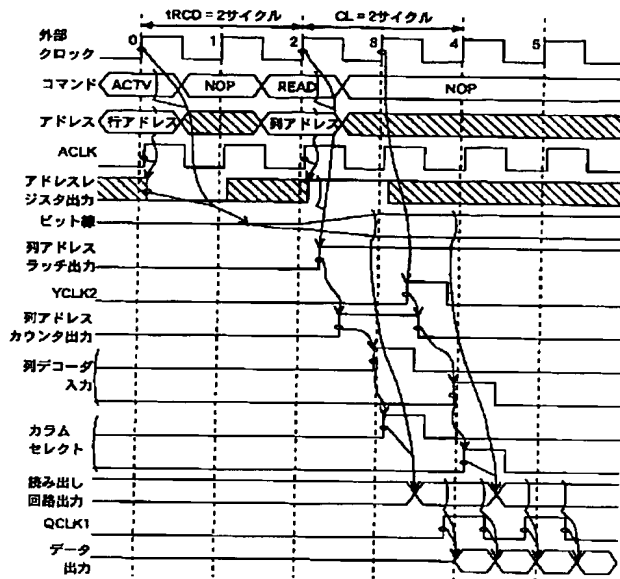 tRCD=2サイクル CL=2サイクル
外部クロック 0 1 2 3 4 5
コマンド ACTV NOP READ NOP
アドレス 行アドレス 列アドレス
ACLK
アドレスレジスタ出力
ビット線
列アドレスラッチ出力
YCLK2
列アドレスカウンタ出力
列デコーダ入力
カラムセレクト
読み出し回路出力
QCLK1
データ出力